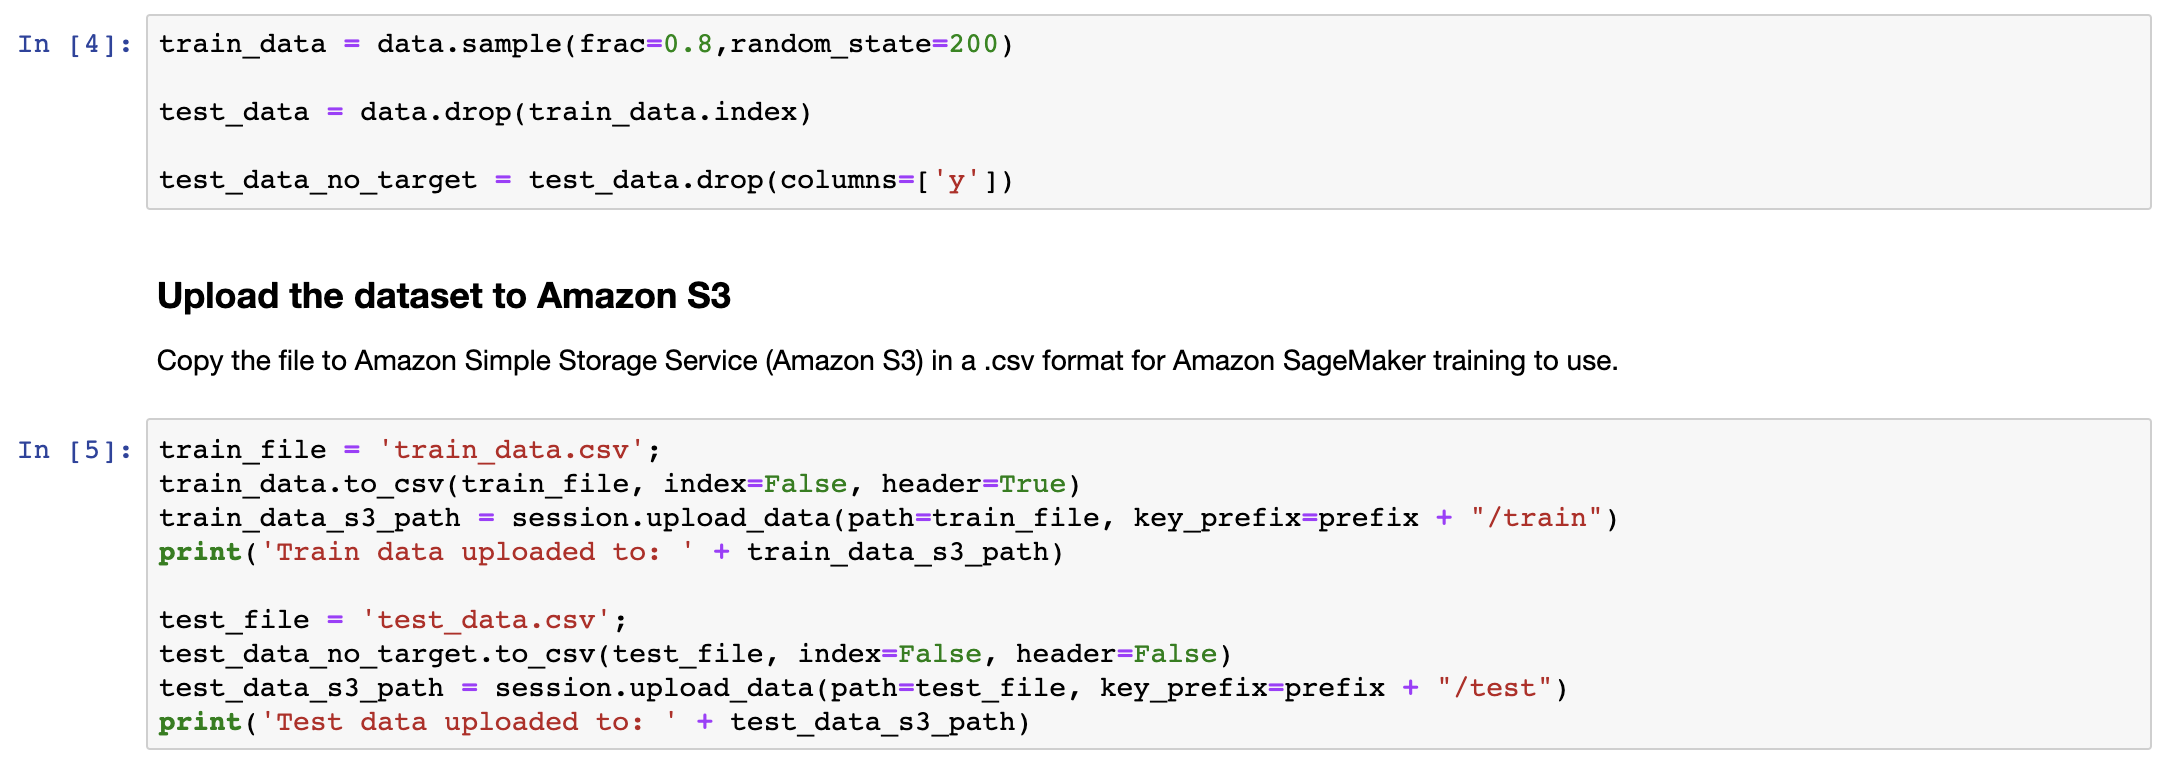 In [4]: train_data = data.sample(frac=0.8,random_state=200)
test_data = data.drop(train_data.index)
test_data_no_target = test_data.drop(columns=['y'])
Upload the dataset to Amazon S3
Copy the file to Amazon Simple Storage Service (Amazon S3) in a .csv format for Amazon SageMaker training to use.
In [5]: train_file = 'train_data.csv';
train_data.to_csv(train_file, index=False, header=True)
train_data_s3_path = session.upload_data(path=train_file, key_prefix=prefix + "/train")
print('Train data uploaded to: ' + train_data_s3_path)
test_file = 'test_data.csv';
test_data_no_target.to_csv(test_file, index=False, header=False)
test_data_s3_path = session.upload_data(path=test_file, key_prefix=prefix + "/test")
print('Test data uploaded to: ' + test_data_s3_path)